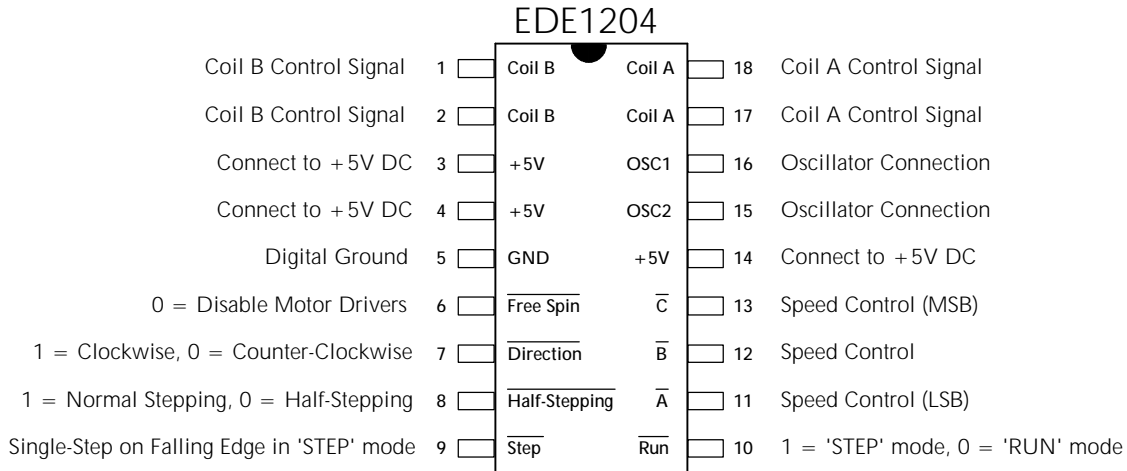 EDE1204
Coil B Control Signal 1 Coil B Coil A 18 Coil A Control Signal
Coil B Control Signal 2 Coil B Coil A 17 Coil A Control Signal
Connect to +5V DC 3 +5V OSC1 16 Oscillator Connection
Connect to +5V DC 4 +5V OSC2 15 Oscillator Connection
Digital Ground 5 GND +5V 14 Connect to +5V DC
0 = Disable Motor Drivers 6 Free Spin C 13 Speed Control (MSB)
1 = Clockwise, 0 = Counter-Clockwise 7 Direction B 12 Speed Control
1 = Normal Stepping, 0 = Half-Stepping 8 Half-Stepping A 11 Speed Control (LSB)
Single-Step on Falling Edge in 'STEP' mode 9 Step Run 10 1 = 'STEP' mode, 0 = 'RUN' mode